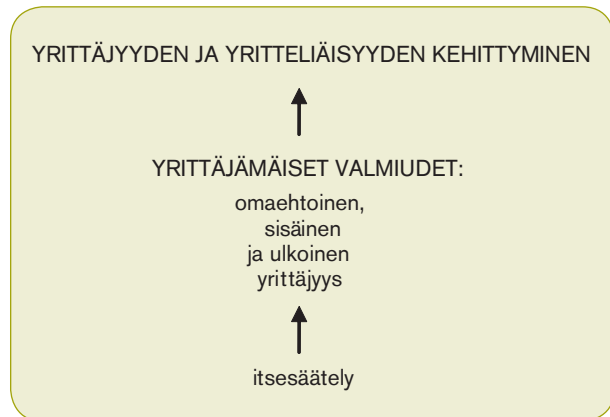 YRITTÄJYYDEN JA YRITTELIÄISYYDEN KEHITTYMINEN
YRITTÄJÄMÄISET VALMIUDET:
omaehtoinen,
sisäinen
ja ulkoinen
yrittäjyys
itsesäätely